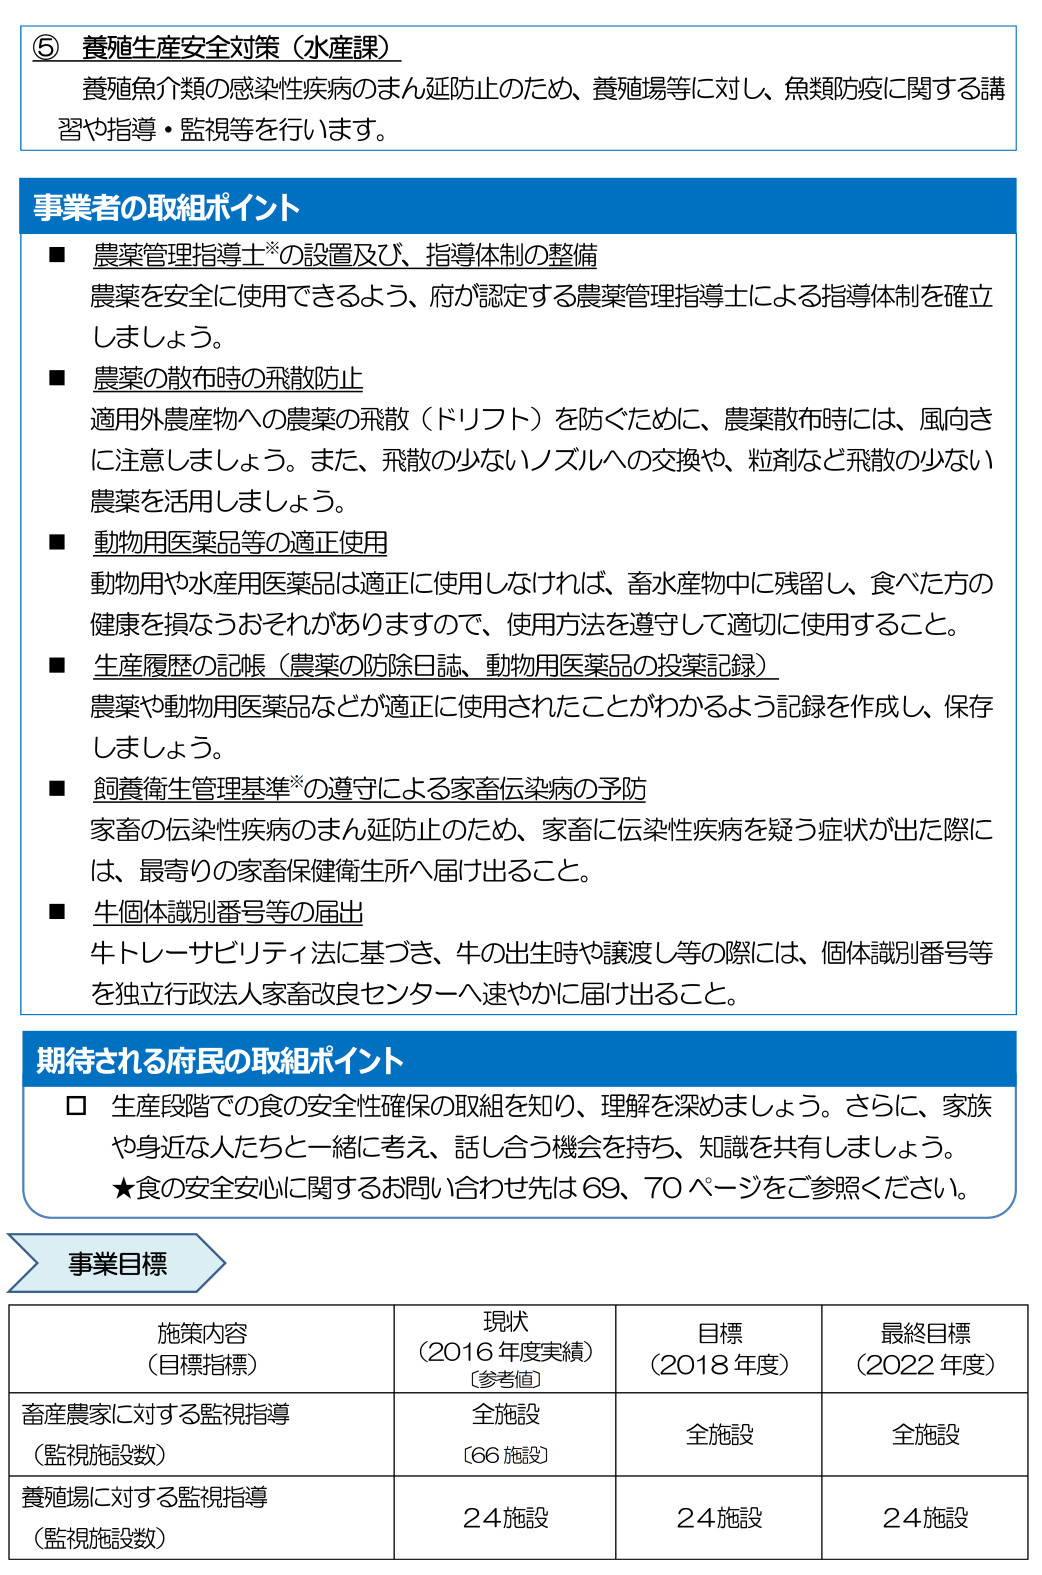 ⑤　養殖生産安全対策（水産課）
養殖魚介類の感染性疾病のまん延防止のため、養殖場等に対し、魚類防疫に関する講
習や指導・監視等を行います。
事業者の取組ポイント
■　農薬管理指導士※の設置及び、指導体制の整備
農薬を安全に使用できるよう、府が認定する農薬管理指導士による指導体制を確立
しましょう。
■　農薬の散布時の飛散防止
適用外農産物への農薬の飛散（ドリフト）を防ぐために、農薬散布時には、風向き
に注意しましょう。また、飛散の少ないノズルへの交換や、粒剤など飛散の少ない
農薬を活用しましょう。
■　動物用医薬品等の適正使用
動物用や水産用医薬品は適正に使用しなければ、畜水産物中に残留し、食べた方の
健康を損なうおそれがありますので、使用方法を遵守して適切に使用すること。
■　生産履歴の記帳（農薬の防除日誌、動物用医薬品の投薬記録）
農薬や動物用医薬品などが適正に使用されたことがわかるよう記録を作成し、保存
しましょう。
■　飼養衛生管理基準※の遵守による家畜伝染病の予防
家畜の伝染性疾病のまん延防止のため、家畜に伝染性疾病を疑う症状が出た際に
は、最寄りの家畜保健衛生所へ届け出ること。
■　牛個体識別番号等の届出
牛トレーサビリティ法に基づき、牛の出生時や譲渡し等の際には、個体識別番号等
を独立行政法人家畜改良センターへ速やかに届け出ること。
期待される府民の取組ポイント
□　生産段階での食の安全性確保の取組を知り、理解を深めましょう。さらに、家族
や身近な人たちと一緒に考え、話し合う機会を持ち、知識を共有しましょう。
★食の安全安心に関するお問い合わせ先は 69、70 ページをご参照ください。
事業目標
施策内容
（目標指標）
現状
（2016 年度実績）
〔参考値〕
目標
（2018 年度）
最終目標
（2022 年度）
畜産農家に対する監視指導
（監視施設数）
全施設
〔66 施設〕
全施設
全施設
養殖場に対する監視指導
（監視施設数）
24施設
24施設
24施設